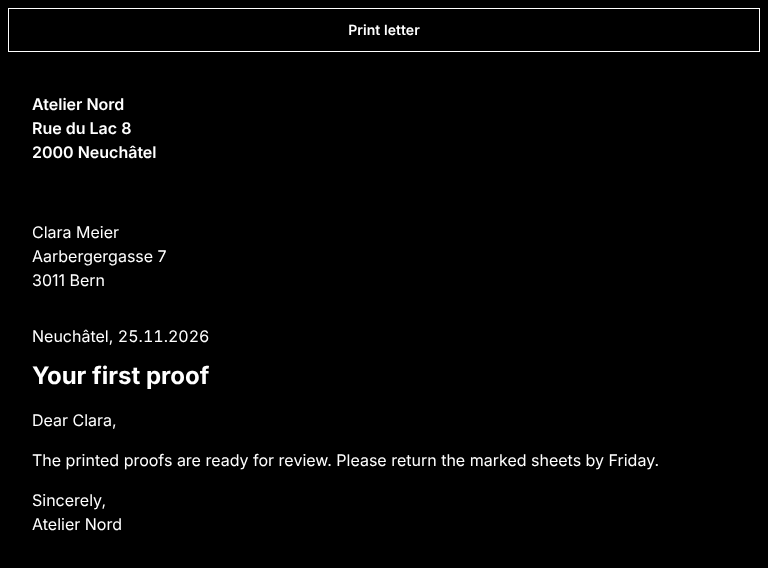 Print letter
Atelier Nord
Rue du Lac 8
2000 Neuchâtel
Clara Meier
Aarbergergasse 7
3011 Bern
Neuchâtel, 25.11.2026
Your first proof
Dear Clara,
The printed proofs are ready for review. Please return the marked sheets by Friday.
Sincerely,
Atelier Nord